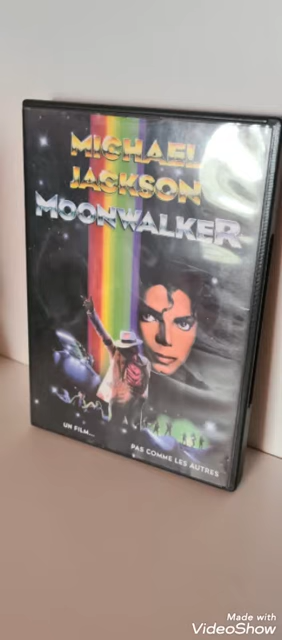 MICHAEL
JACKSON
MOONWALKER
UN FILM...
PAS COMME LES AUTRES
Made with
VideoShow